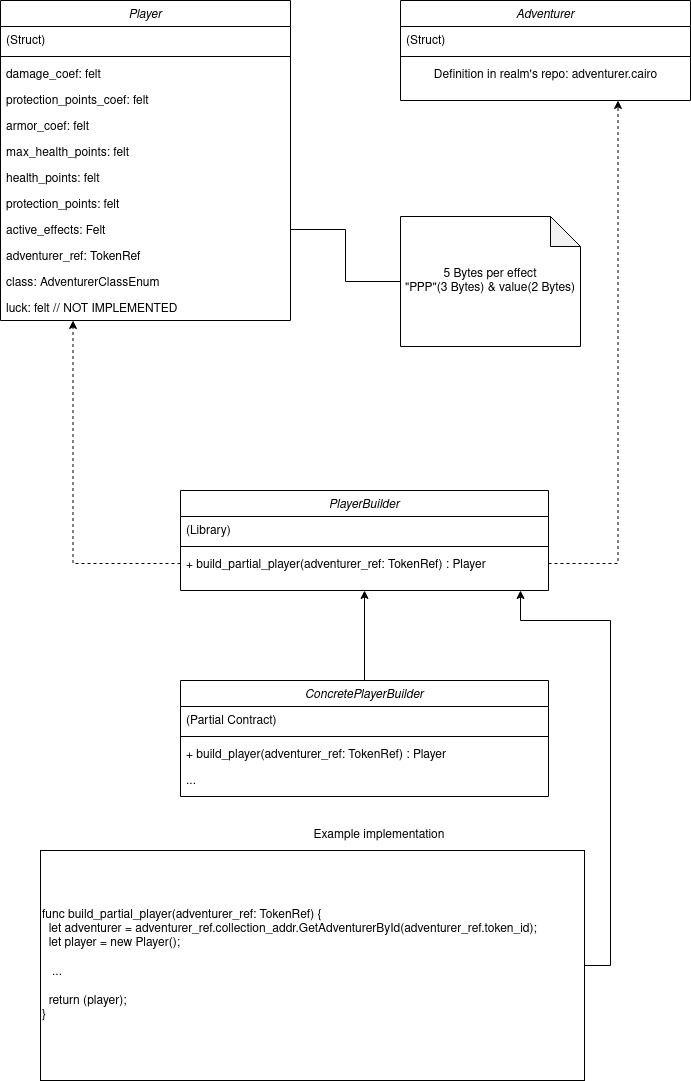 Player
(Struct)
damage_coef: felt
protection_points_coef: felt
armor_coef: felt
max_health_points: felt
health_points: felt
protection_points: felt
active_effects: Felt
adventurer_ref: TokenRef
class: AdventurerClassEnum
luck: felt // NOT IMPLEMENTED
Adventurer
(Struct)
Definition in realm's repo: adventurer.cairo
5 Bytes per effect
"PPP"(3 Bytes) & value(2 Bytes)
PlayerBuilder
(Library)
+ build_partial_player(adventurer_ref: TokenRef) : Player
ConcretePlayerBuilder
(Partial Contract)
+ build_player(adventurer_ref: TokenRef) : Player
...
Example implementation
func build_partial_player(adventurer_ref: TokenRef) {
let adventurer = adventurer_ref.collection_addr.GetAdventurerById(adventurer_ref.token_id);
let player = new Player();
...
return (player);
}